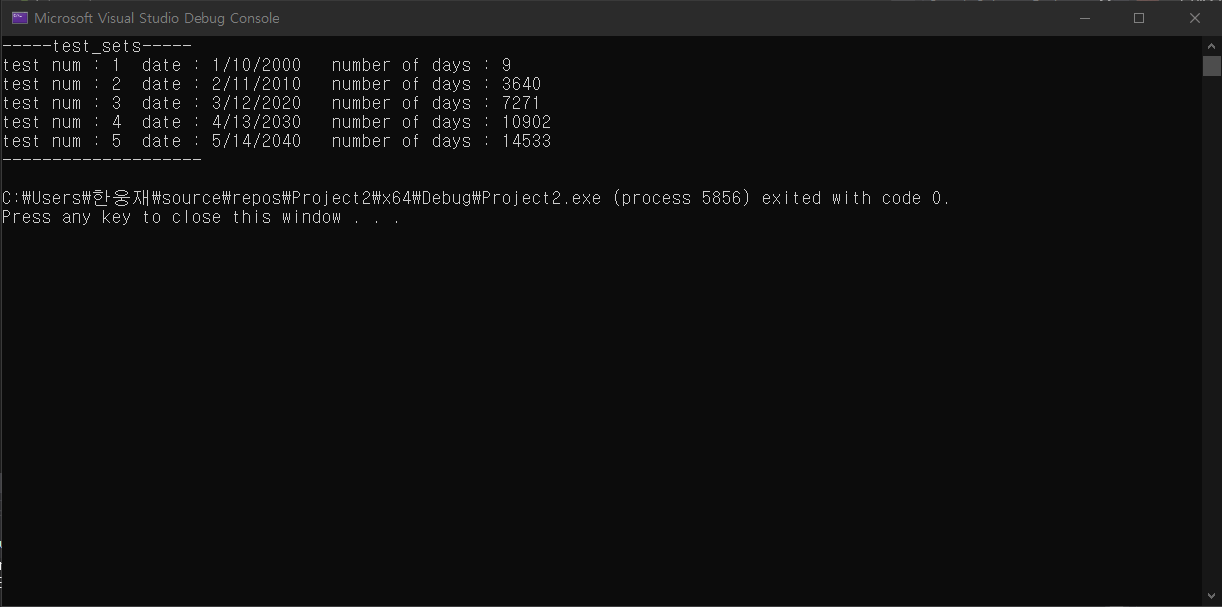 Microsoft Visual Studio Debug Console
-----test_sets-----
test num : 1  date : 1/10/2000   number of days : 9
test num : 2  date : 2/11/2010   number of days : 3640
test num : 3  date : 3/12/2020   number of days : 7271
test num : 4  date : 4/13/2030   number of days : 10902
test num : 5  date : 5/14/2040   number of days : 14533
--------------------
C:₩Users₩한웅재₩source₩repos₩Project2₩x64₩Debug₩Project2.exe (process 5856) exited with code 0.
Press any key to close this window . . .